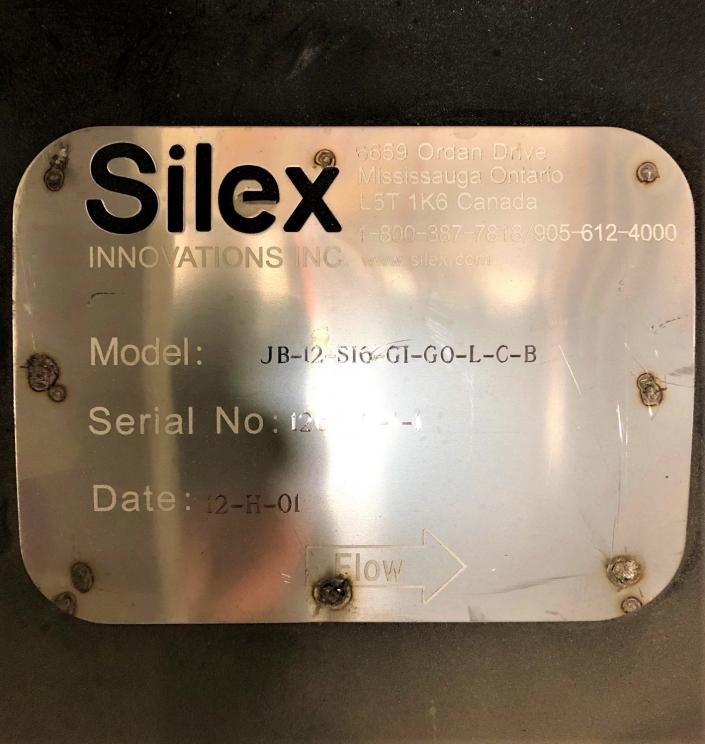 Silex
6659 Ordan Drive
Mississauga Ontario
L5T 1K6 Canada
1-800-387-7818/905-612-4000
INNOVATIONS INC. www.silex.com
Model: JB-12-S16-GI-GO-L-C-B
Serial No:
Date: 12-H-01
Flow